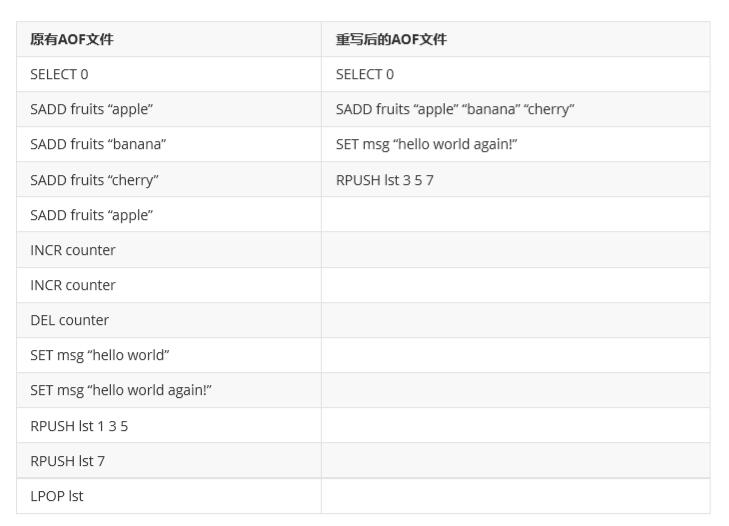 原有AOF文件 重写后的AOF文件
SELECT 0 SELECT 0
SADD fruits “apple” SADD fruits “apple” “banana” “cherry”
SADD fruits “banana” SET msg “hello world again!”
SADD fruits “cherry” RPUSH lst 3 5 7
SADD fruits “apple”
INCR counter
INCR counter
DEL counter
SET msg “hello world”
SET msg “hello world again!”
RPUSH lst 1 3 5
RPUSH lst 7
LPOP lst